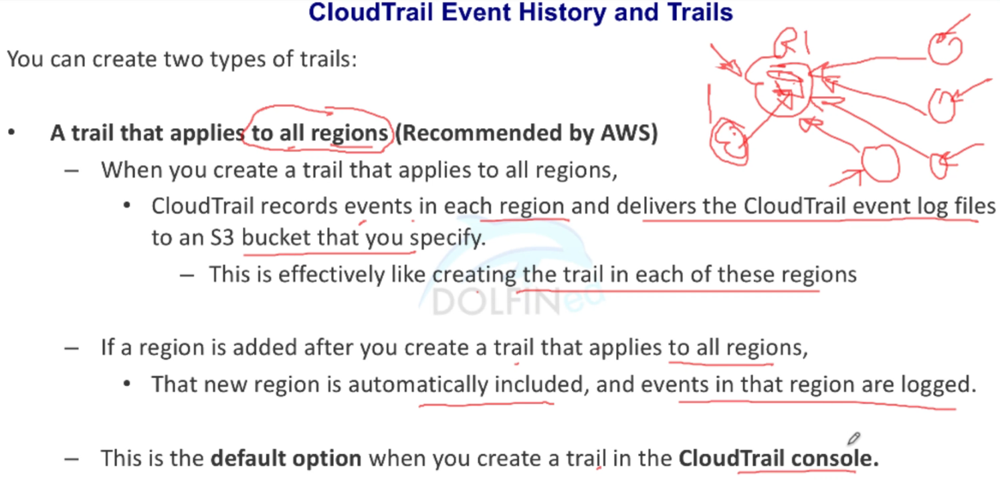 CloudTrail Event History and Trails
R1
You can create two types of trails:
• A trail that applies to all regions (Recommended by AWS)
– When you create a trail that applies to all regions,
• CloudTrail records events in each region and delivers the CloudTrail event log files
to an S3 bucket that you specify.
– This is effectively like creating the trail in each of these regions
DOLFINed
– If a region is added after you create a trail that applies to all regions,
• That new region is automatically included, and events in that region are logged.
– This is the default option when you create a trail in the CloudTrail console.